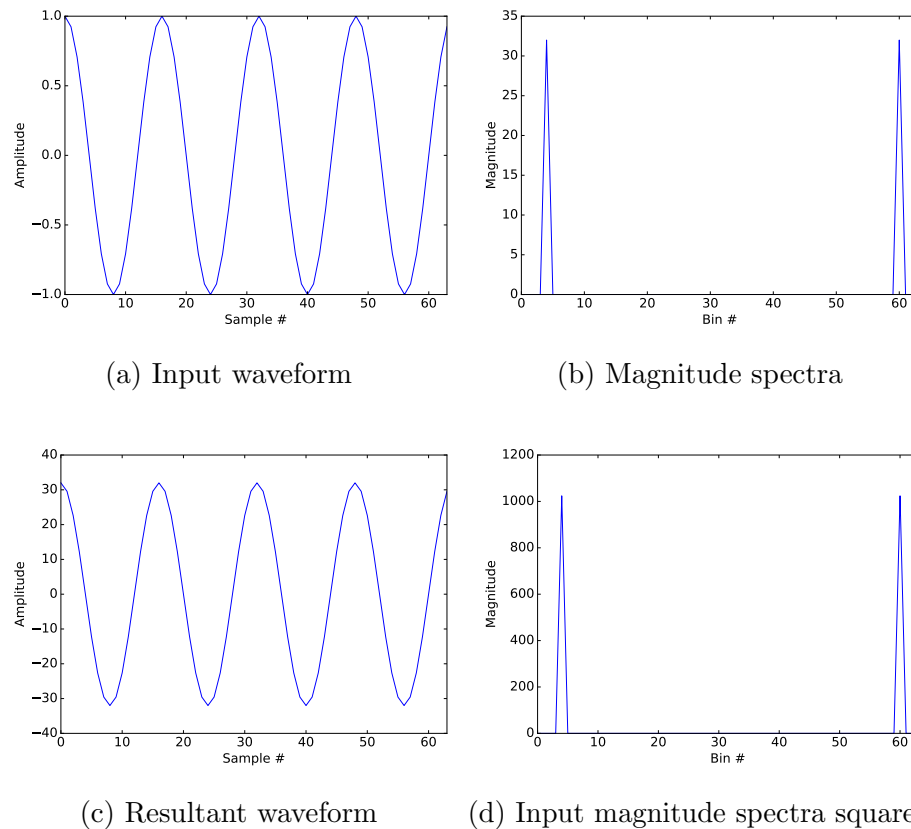 1.0
0.5
0.0
−0.5
−1.0
Amplitude
0 10 20 30 40 50 60
Sample #
(a) Input waveform
35
30
25
20
15
10
5
0
Magnitude
0 10 20 30 40 50 60
Bin #
(b) Magnitude spectra
40
30
20
10
0
−10
−20
−30
−40
Amplitude
0 10 20 30 40 50 60
Sample #
(c) Resultant waveform
1200
1000
800
600
400
200
0
Magnitude
0 10 20 30 40 50 60
Bin #
(d) Input magnitude spectra square